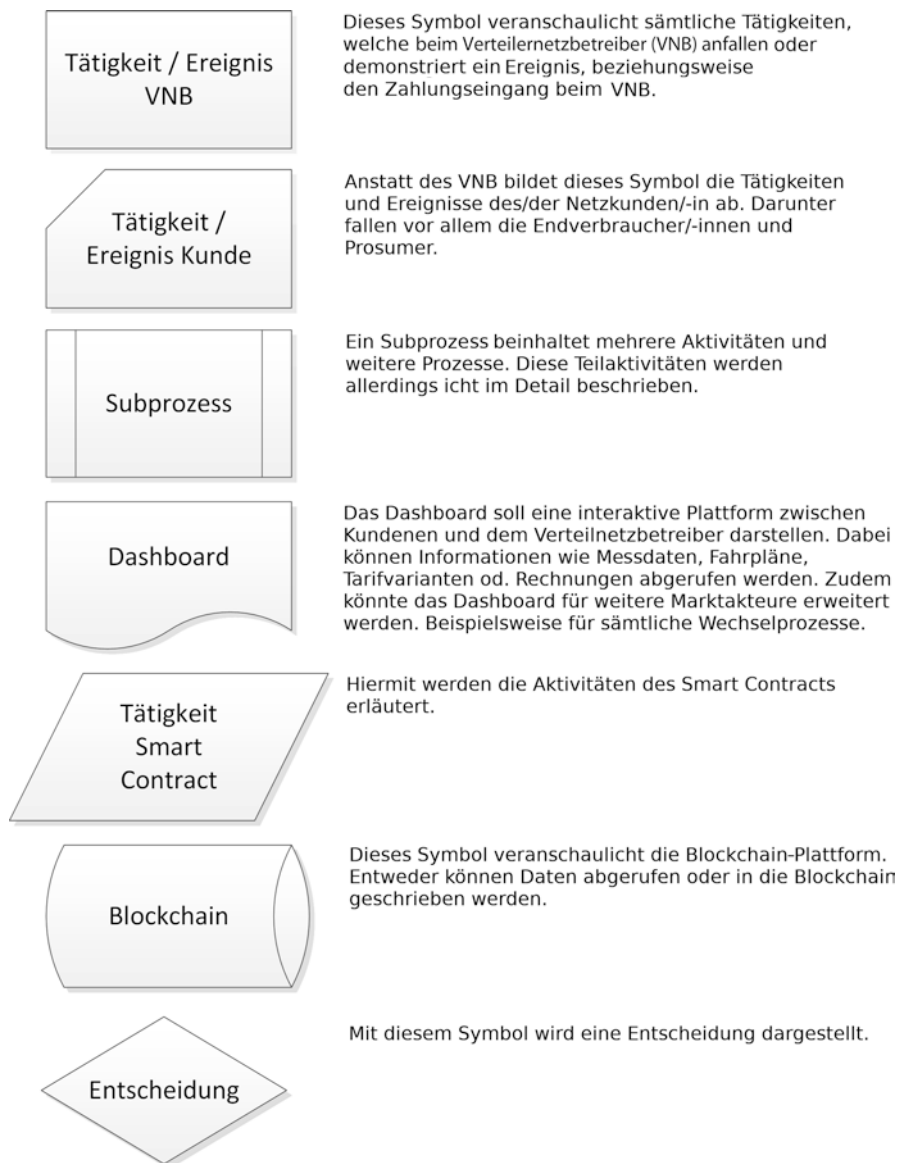 Tätigkeit / Ereignis
VNB
Dieses Symbol veranschaulicht sämtliche Tätigkeiten,
welche beim Verteilernetzbetreiber (VNB) anfallen oder
demonstriert ein Ereignis, beziehungsweise
den Zahlungseingang beim VNB.
Tätigkeit /
Ereignis Kunde
Anstatt des VNB bildet dieses Symbol die Tätigkeiten
und Ereignisse des/der Netzkunden/-in ab. Darunter
fallen vor allem die Endverbraucher/-innen und
Prosumer.
Subprozess
Ein Subprozess beinhaltet mehrere Aktivitäten und
weitere Prozesse. Diese Teilaktivitäten werden
allerdings icht im Detail beschrieben.
Dashboard
Das Dashboard soll eine interaktive Plattform zwischen
Kundenen und dem Verteilnetzbetreiber darstellen. Dabei
können Informationen wie Messdaten, Fahrpläne,
Tarifvarianten od. Rechnungen abgerufen werden. Zudem
könnte das Dashboard für weitere Marktakteure erweitert
werden. Beispielsweise für sämtliche Wechselprozesse.
Tätigkeit
Smart
Contract
Hiermit werden die Aktivitäten des Smart Contracts
erläutert.
Blockchain
Dieses Symbol veranschaulicht die Blockchain-Plattform.
Entweder können Daten abgerufen oder in die Blockchain
geschrieben werden.
Entscheidung
Mit diesem Symbol wird eine Entscheidung dargestellt.